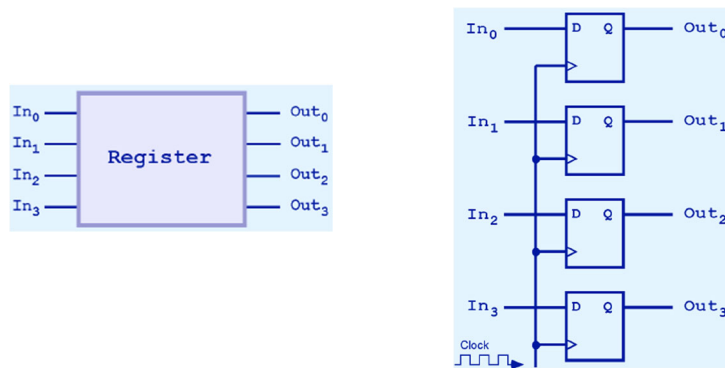 In0 Out0
In1 Out1
Register
In2 Out2
In3 Out3
In0 D Q Out0
In1 D Q Out1
In2 D Q Out2
In3 D Q Out3
Clock